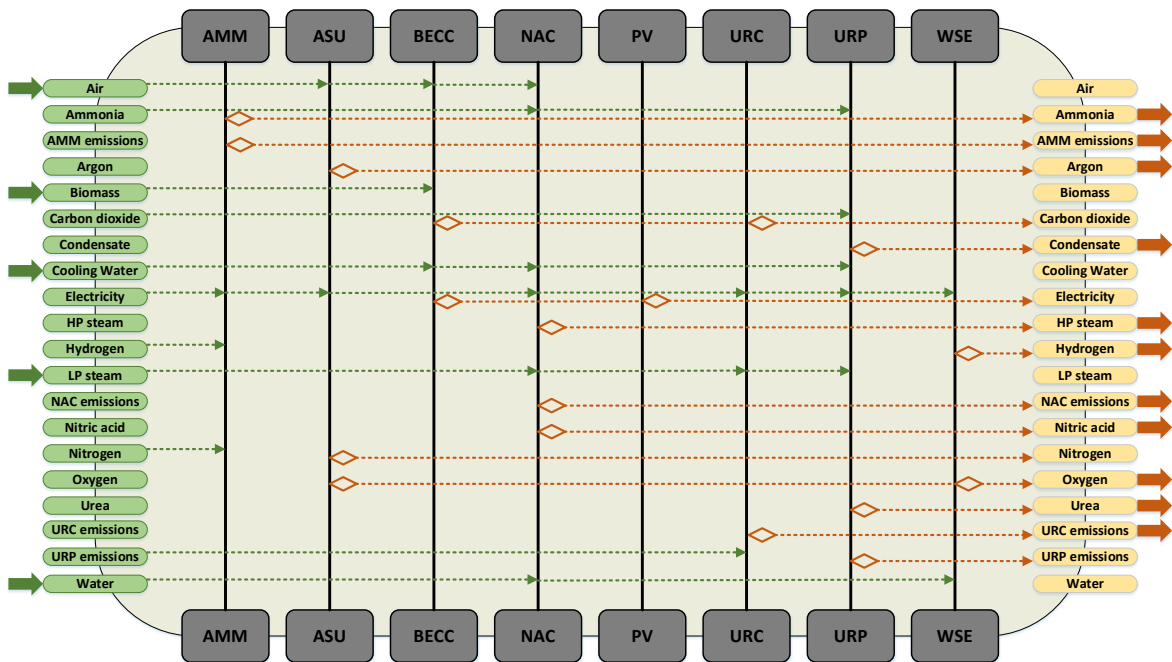 AMM ASU BECC NAC PV URC URP WSE
Air Air
Ammonia Ammonia
AMM emissions AMM emissions
Argon Argon
Biomass Biomass
Carbon dioxide Carbon dioxide
Condensate Condensate
Cooling Water Cooling Water
Electricity Electricity
HP steam HP steam
Hydrogen Hydrogen
LP steam LP steam
NAC emissions NAC emissions
Nitric acid Nitric acid
Nitrogen Nitrogen
Oxygen Oxygen
Urea Urea
URC emissions URC emissions
URP emissions URP emissions
Water Water
AMM ASU BECC NAC PV URC URP WSE